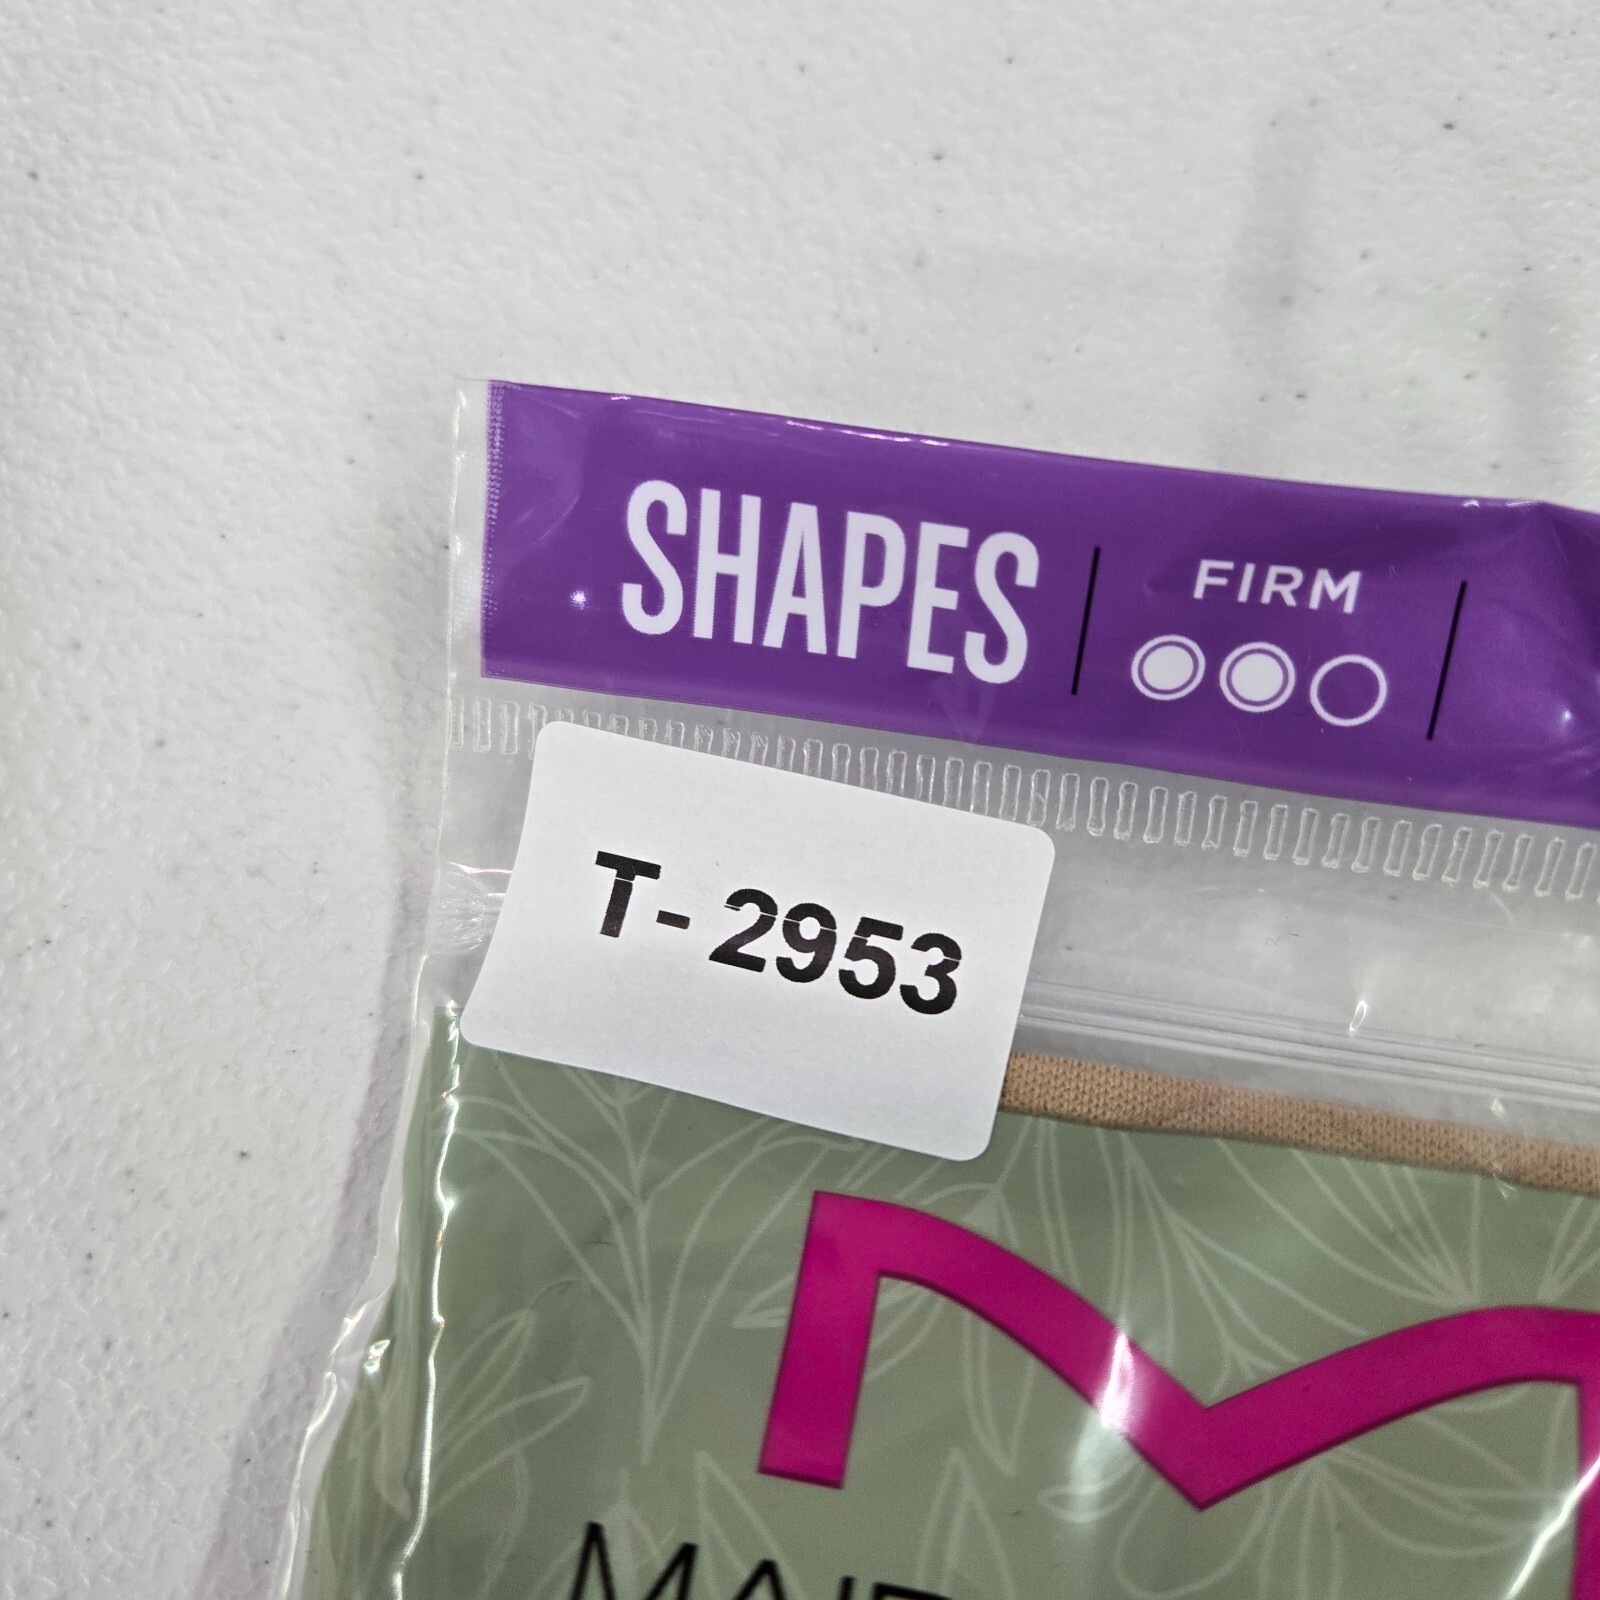 SHAPES
FIRM
T- 2953